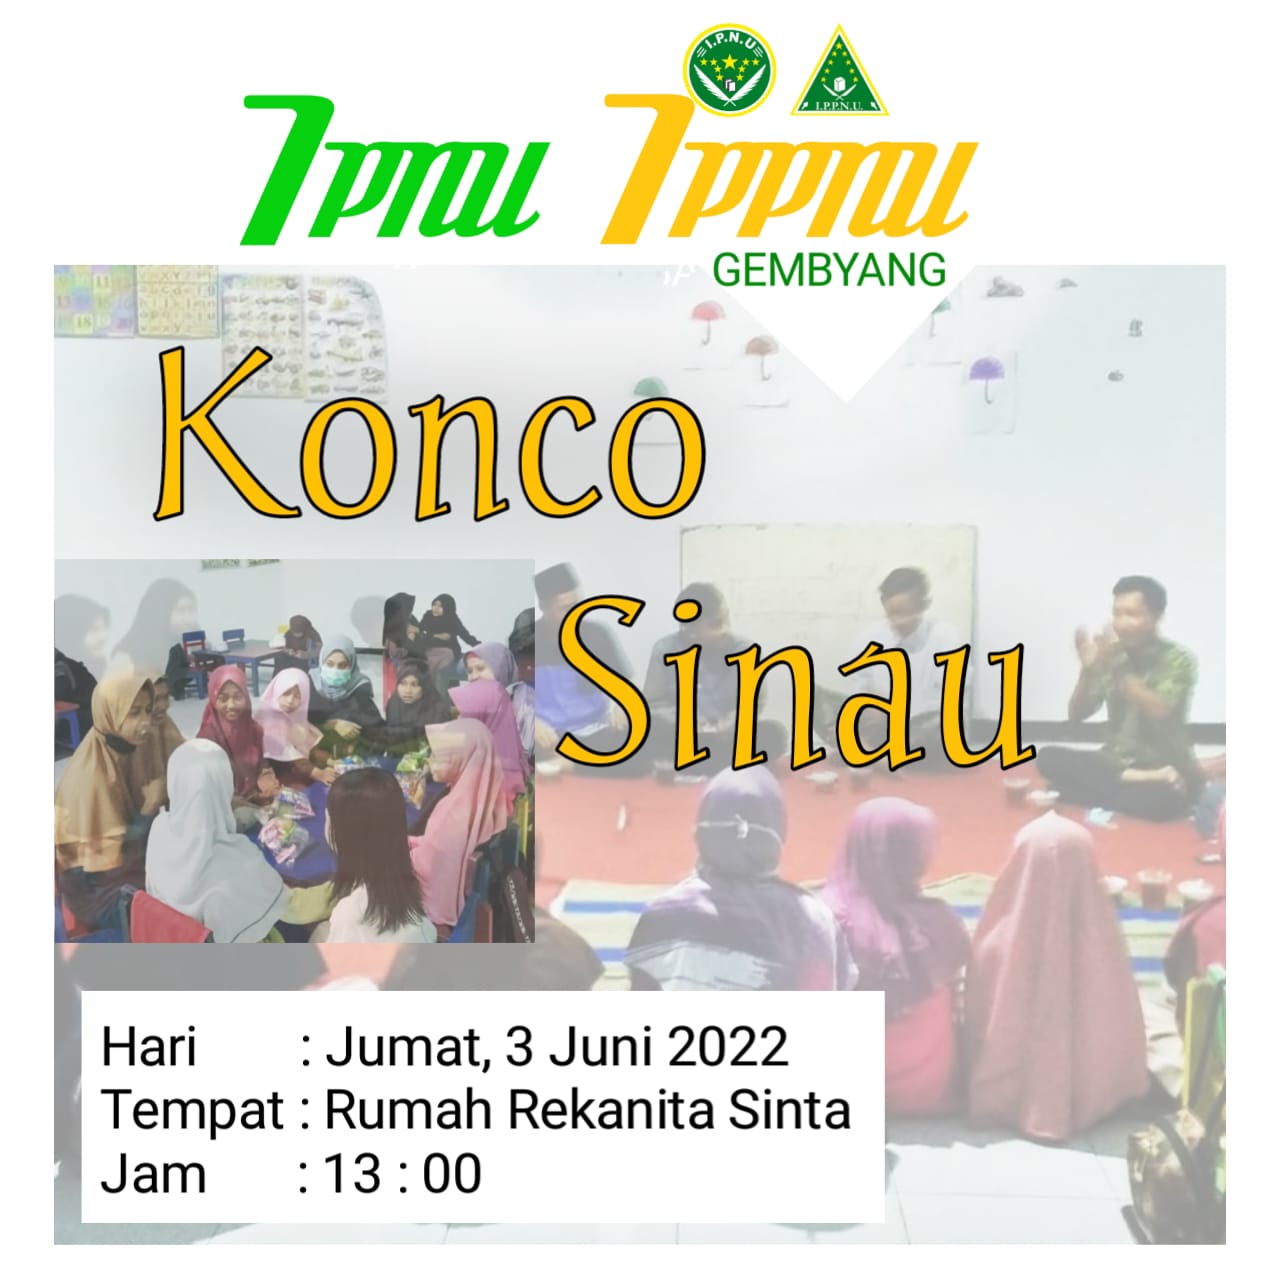 I.P.N.U
I.P.P.N.U.
IPNU IPPNU
GEMBYANG
Konco
Sinau
Hari : Jumat, 3 Juni 2022
Tempat : Rumah Rekanita Sinta
Jam : 13 : 00